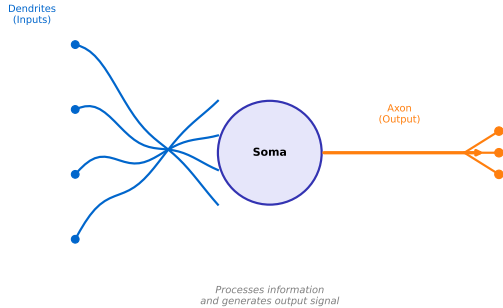 Dendrites
(Inputs)
Axon
(Output)
Soma
Processes information
and generates output signal